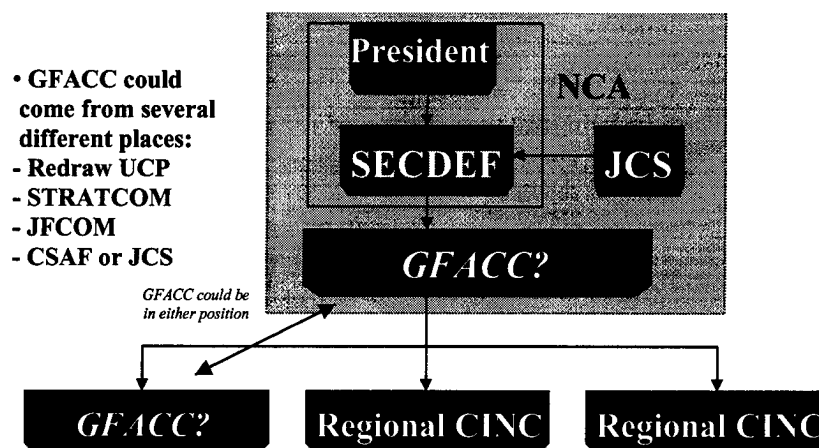 • GFACC could
come from several
different places:
- Redraw UCP
- STRATCOM
- JFCOM
- CSAF or JCS
President
NCA
SECDEF
JCS
GFACC?
GFACC could be
in either position
GFACC?
Regional CINC
Regional CINC